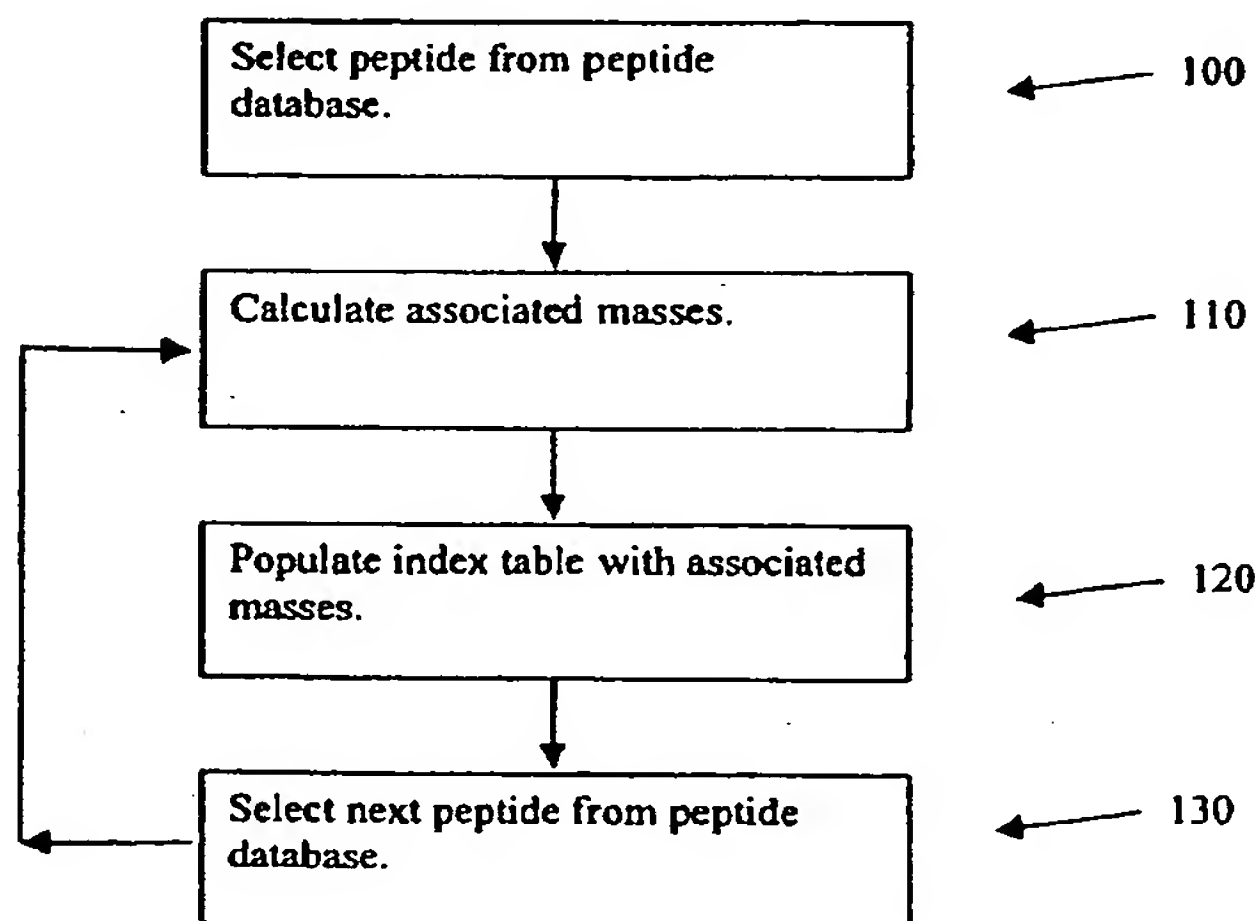 Select peptide from peptide
database.
100
Calculate associated masses.
110
Populate index table with associated
masses.
120
Select next peptide from peptide
database.
130